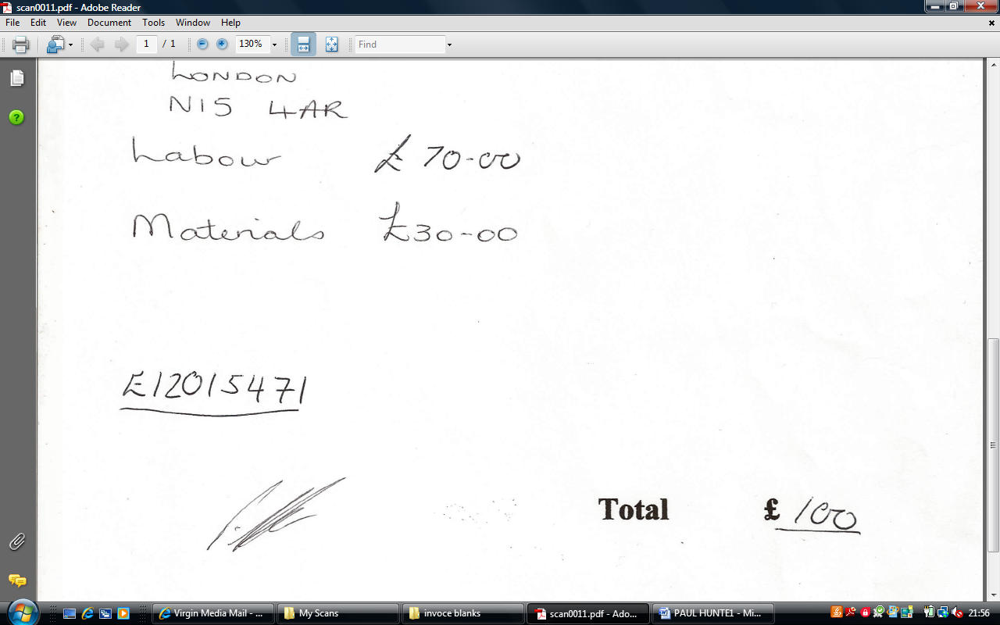 scan0011.pdf - Adobe Reader
File Edit View Document Tools Window Help
1 / 1 130% Find
LONDON
N15 4AR
Labour £70-00
Materials £30-00
E12015471
Total £100
Virgin Media Mail - ... My Scans invoce blanks scan0011.pdf - Ado... PAUL HUNTE1 - Mi... 21:56